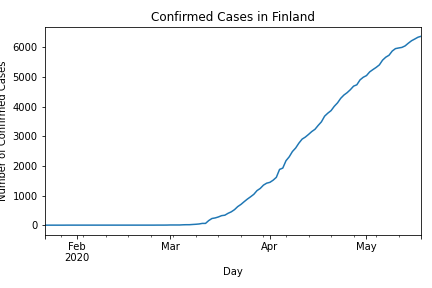 Confirmed Cases in Finland
Number of Confirmed Cases
6000
5000
4000
3000
2000
1000
0
Feb
2020
Mar
Apr
May
Day